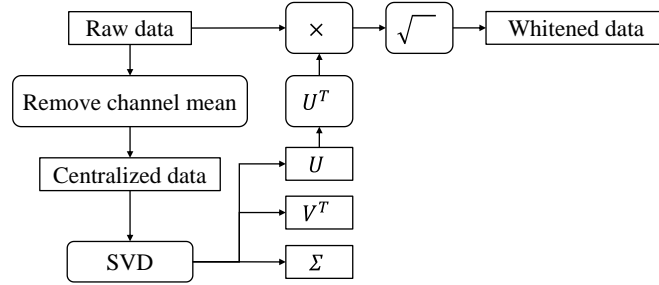 Raw data
×
√
Whitened data
Remove channel mean
U^T
Centralized data
U
V^T
SVD
Σ